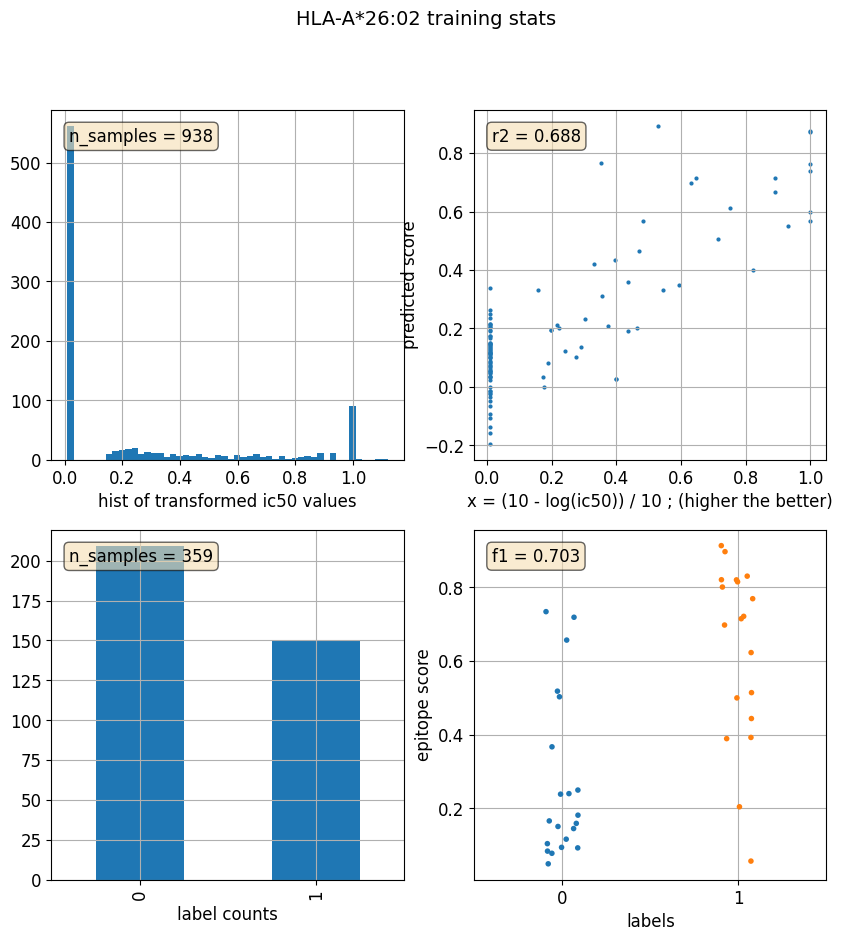 HLA-A*26:02 training stats
n_samples = 938
500
400
300
200
100
0
0.0 0.2 0.4 0.6 0.8 1.0
hist of transformed ic50 values
r2 = 0.688
predicted score
0.8
0.6
0.4
0.2
0.0
−0.2
0.0 0.2 0.4 0.6 0.8 1.0
x = (10 - log(ic50)) / 10 ; (higher the better)
n_samples = 359
200
175
150
125
100
75
50
25
0
0 1
label counts
f1 = 0.703
epitope score
0.8
0.6
0.4
0.2
0 1
labels